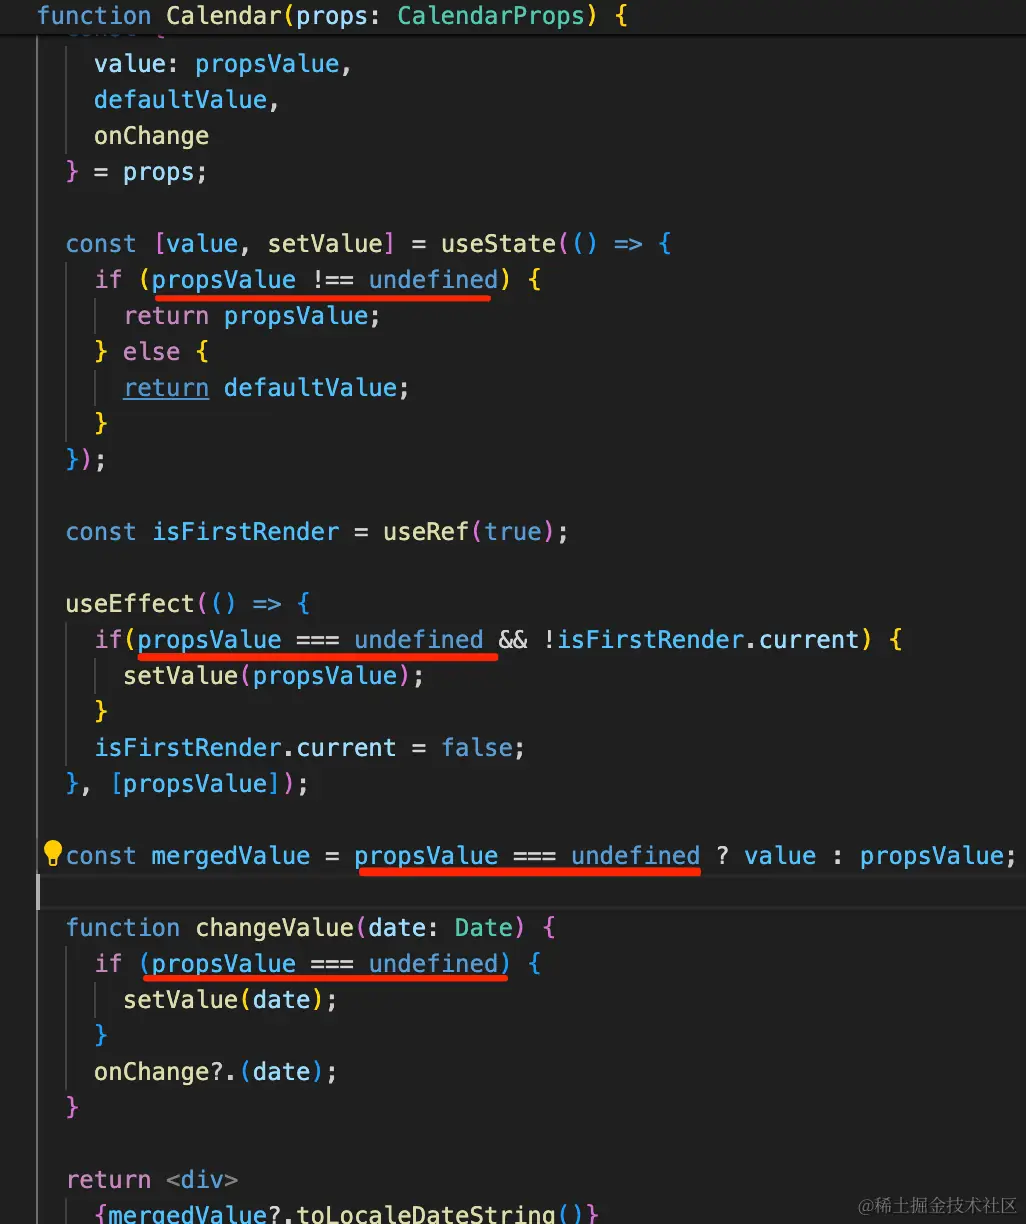 function Calendar(props: CalendarProps) {
const {
value: propsValue,
defaultValue,
onChange
} = props;
const [value, setValue] = useState(() => {
if (propsValue !== undefined) {
return propsValue;
} else {
return defaultValue;
}
});
const isFirstRender = useRef(true);
useEffect(() => {
if(propsValue === undefined && !isFirstRender.current) {
setValue(propsValue);
}
isFirstRender.current = false;
}, [propsValue]);
const mergedValue = propsValue === undefined ? value : propsValue;
function changeValue(date: Date) {
if (propsValue === undefined) {
setValue(date);
}
onChange?.(date);
}
return <div>
{mergedValue?.toLocaleDateString()}
@稀土掘金技术社区